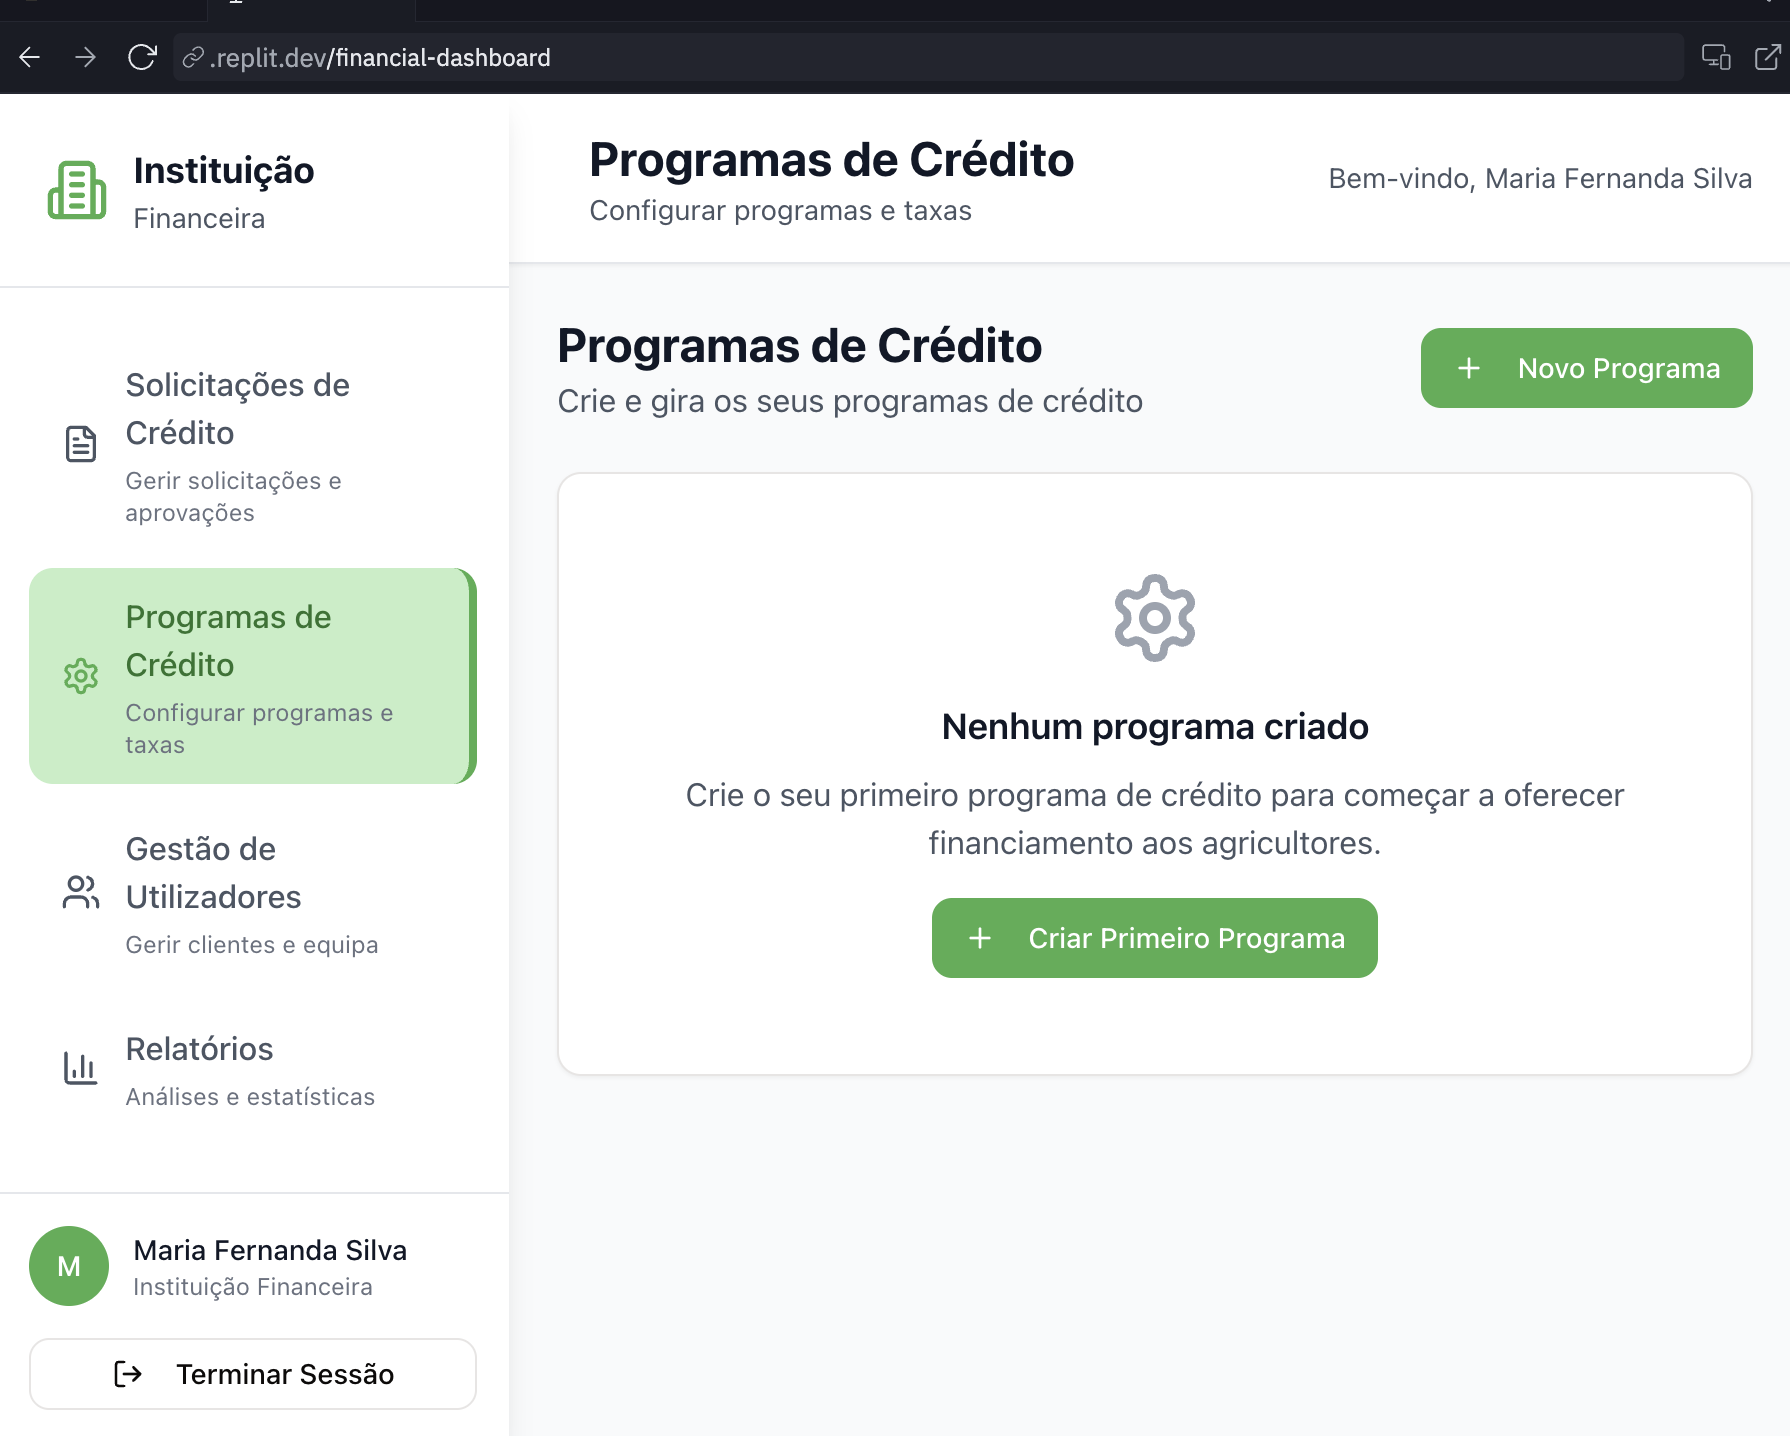 .replit.dev/financial-dashboard
Instituição
Financeira
Solicitações de
Crédito
Gerir solicitações e
aprovações
Programas de
Crédito
Configurar programas e
taxas
Gestão de
Utilizadores
Gerir clientes e equipa
Relatórios
Análises e estatísticas
M
Maria Fernanda Silva
Instituição Financeira
Terminar Sessão
Programas de Crédito
Configurar programas e taxas
Bem-vindo, Maria Fernanda Silva
Programas de Crédito
Crie e gira os seus programas de crédito
+ Novo Programa
Nenhum programa criado
Crie o seu primeiro programa de crédito para começar a oferecer
financiamento aos agricultores.
+ Criar Primeiro Programa